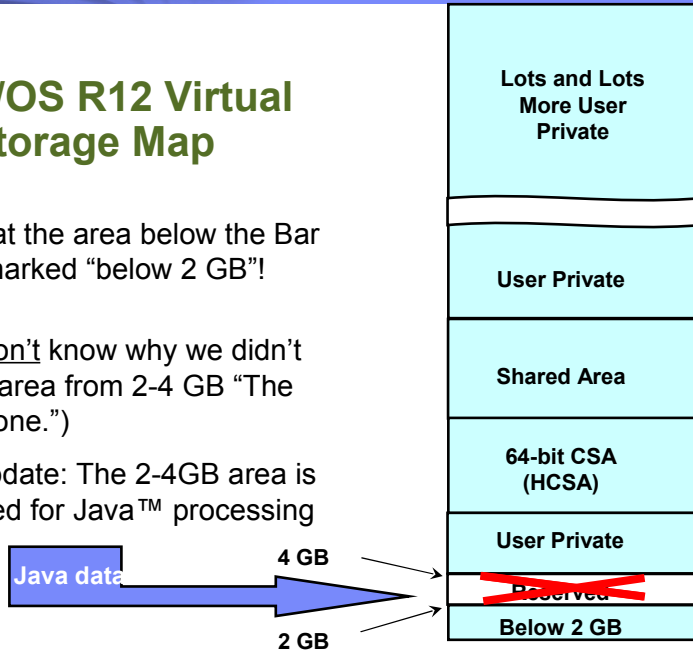 /OS R12 Virtual
torage Map
at the area below the Bar
narked “below 2 GB”!
on't know why we didn't
area from 2-4 GB “The
one.”)
pdate: The 2-4GB area is
ed for Java™ processing
Java data
4 GB
2 GB
Lots and Lots
More User
Private
User Private
Shared Area
64-bit CSA
(HCSA)
User Private
Reserved
Below 2 GB